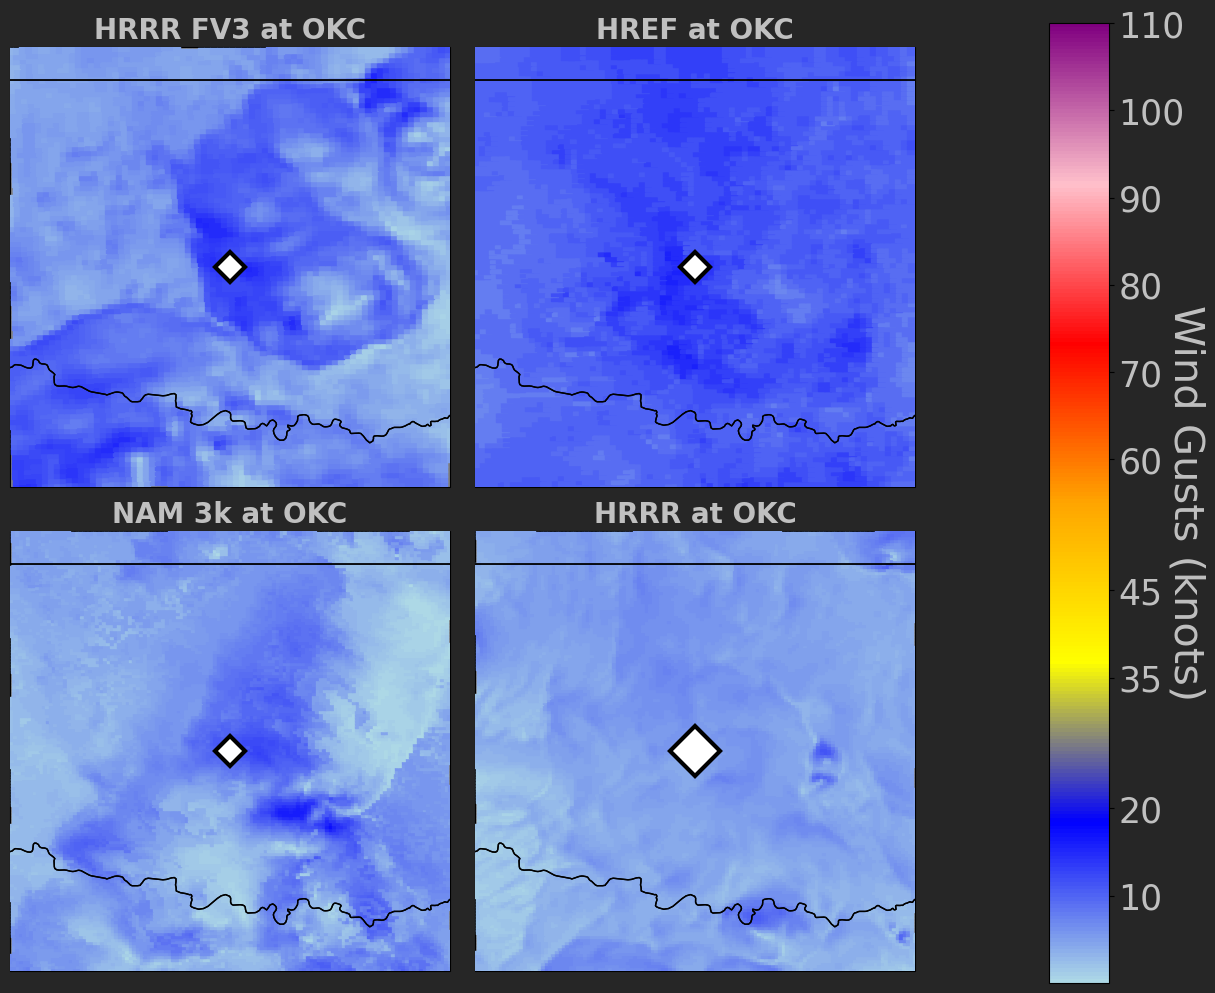 HRRR FV3 at OKC
HREF at OKC
NAM 3k at OKC
HRRR at OKC
110
100
90
80
70
60
45
35
20
10
Wind Gusts (knots)